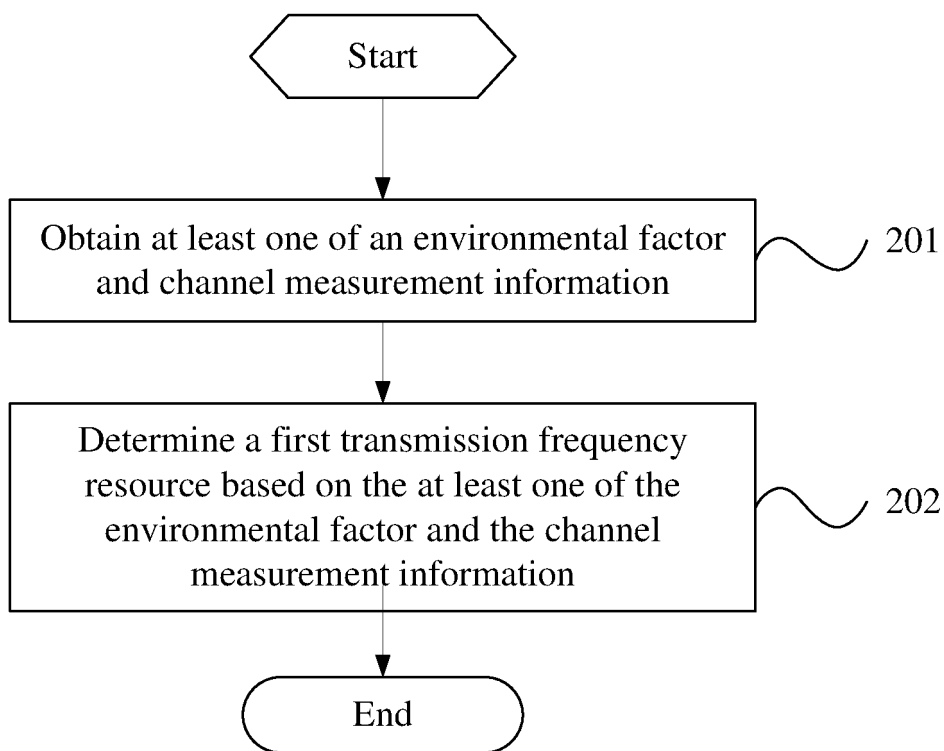 Start
Obtain at least one of an environmental factor
and channel measurement information
201
Determine a first transmission frequency
resource based on the at least one of the
environmental factor and the channel
measurement information
202
End